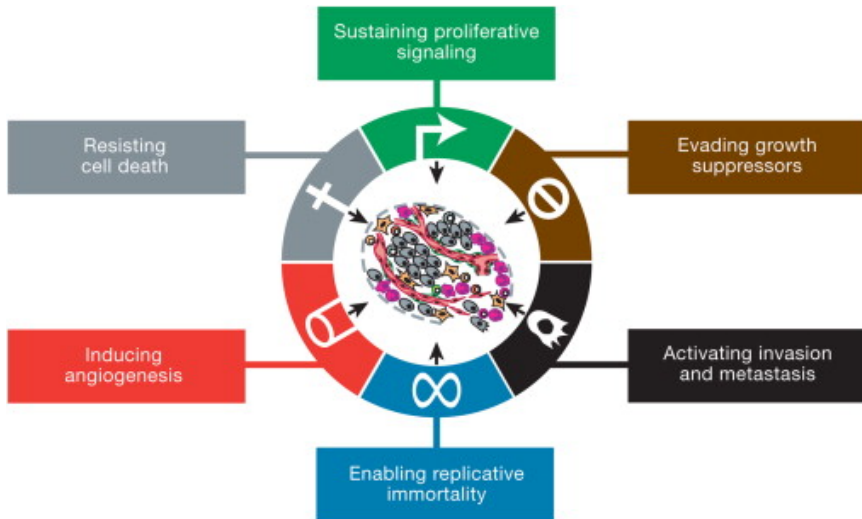 Sustaining proliferative
signaling
Resisting
cell death
Evading growth
suppressors
Inducing
angiogenesis
Activating invasion
and metastasis
Enabling replicative
immortality